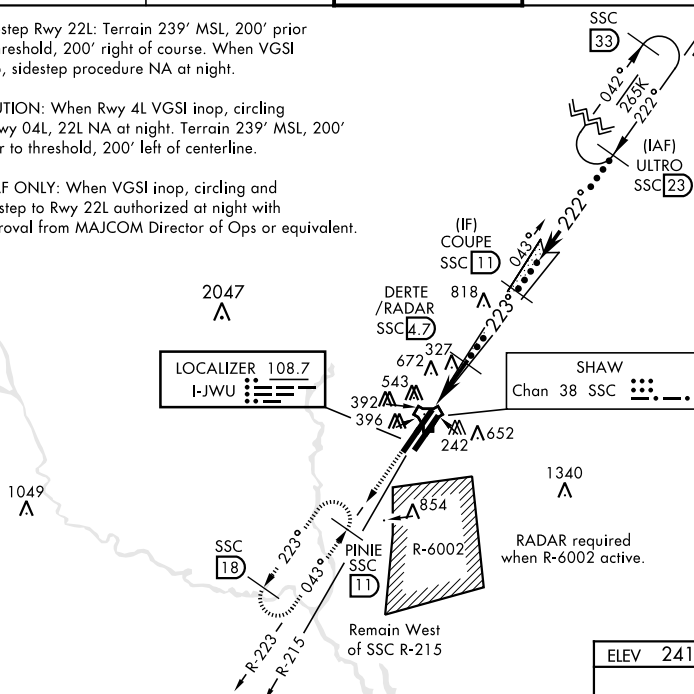 step Rwy 22L: Terrain 239' MSL, 200' prior
reshold, 200' right of course. When VGSI
, sidestep procedure NA at night.
UTION: When Rwy 4L VGSI inop, circling
wy 04L, 22L NA at night. Terrain 239' MSL, 200'
r to threshold, 200' left of centerline.
F ONLY: When VGSI inop, circling and
step to Rwy 22L authorized at night with
roval from MAJCOM Director of Ops or equivalent.
SSC
33
042°
265K
222°
(IAF)
ULTRO
SSC 23
222°
(IF)
COUPE
SSC 11
043°
223°
2047
DERTE
/RADAR
SSC 4.7
818
672 327
LOCALIZER 108.7
I-JWU
543
392
396
242
652
SHAW
Chan 38 SSC
1049
1340
854
R-6002
RADAR required
when R-6002 active.
SSC
18
223°
043°
PINIE
SSC
11
Remain West
of SSC R-215
R-223
R-215
ELEV 241